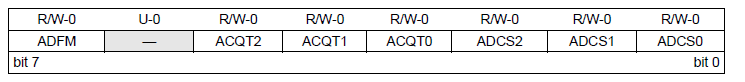 R/W-0 U-0 R/W-0 R/W-0 R/W-0 R/W-0 R/W-0 R/W-0
ADFM — ACQT2 ACQT1 ACQT0 ADCS2 ADCS1 ADCS0
bit 7 bit 0